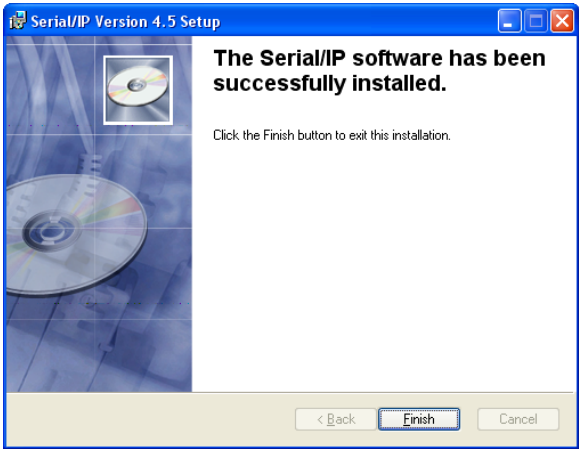 Serial/IP Version 4.5 Setup
The Serial/IP software has been
successfully installed.
Click the Finish button to exit this installation.
< Back
Finish
Cancel